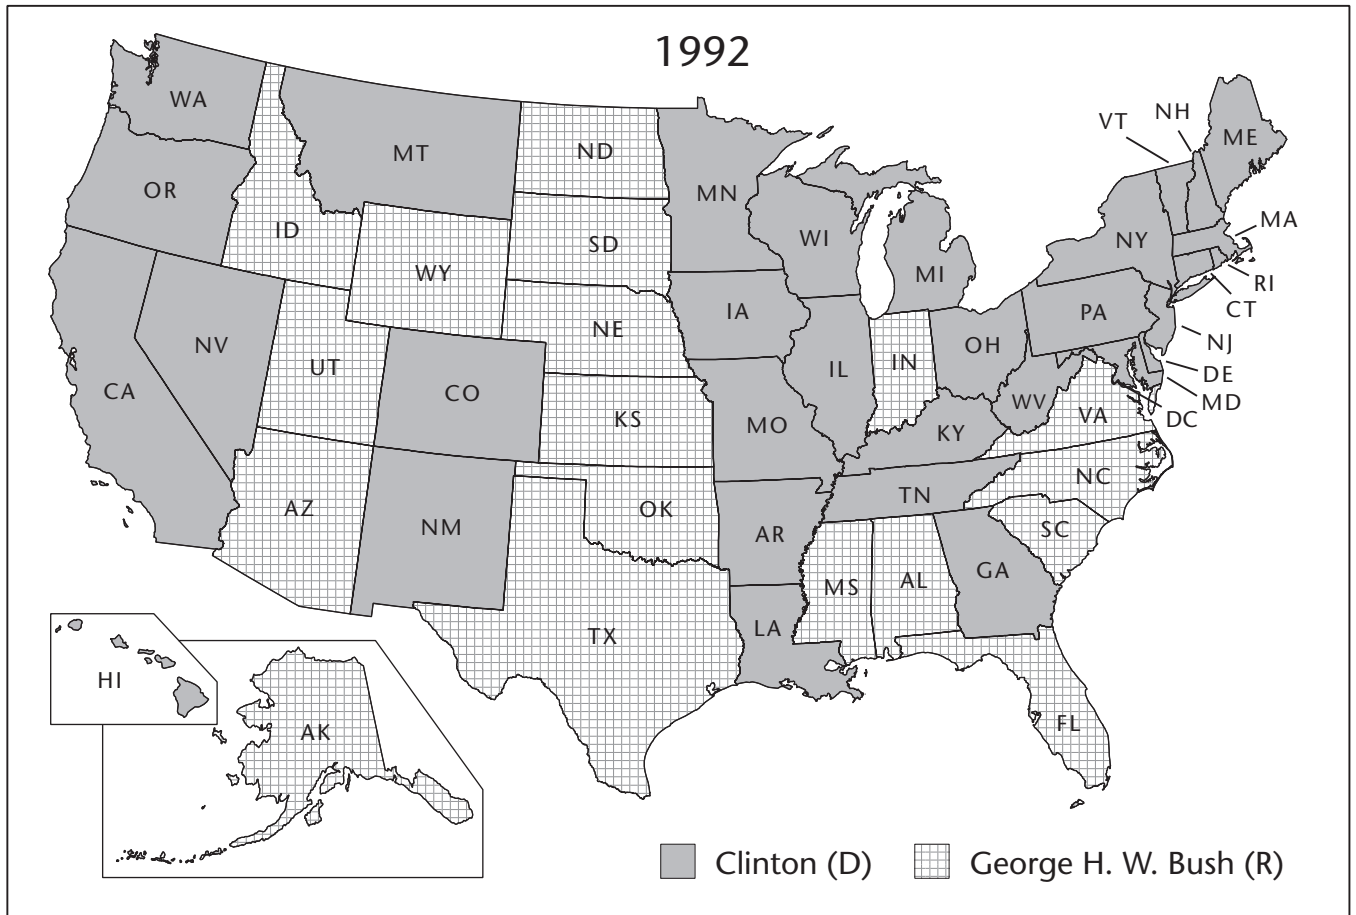 1992
WA
OR
CA
NV
ID
MT
WY
UT
AZ
CO
NM
ND
SD
NE
KS
OK
TX
MN
IA
MO
AR
LA
WI
IL
MI
IN
OH
KY
TN
MS
AL
GA
FL
SC
NC
VA
WV
PA
NY
VT
NH
ME
MA
RI
CT
NJ
DE
MD
DC
HI
AK
Clinton (D)
George H. W. Bush (R)